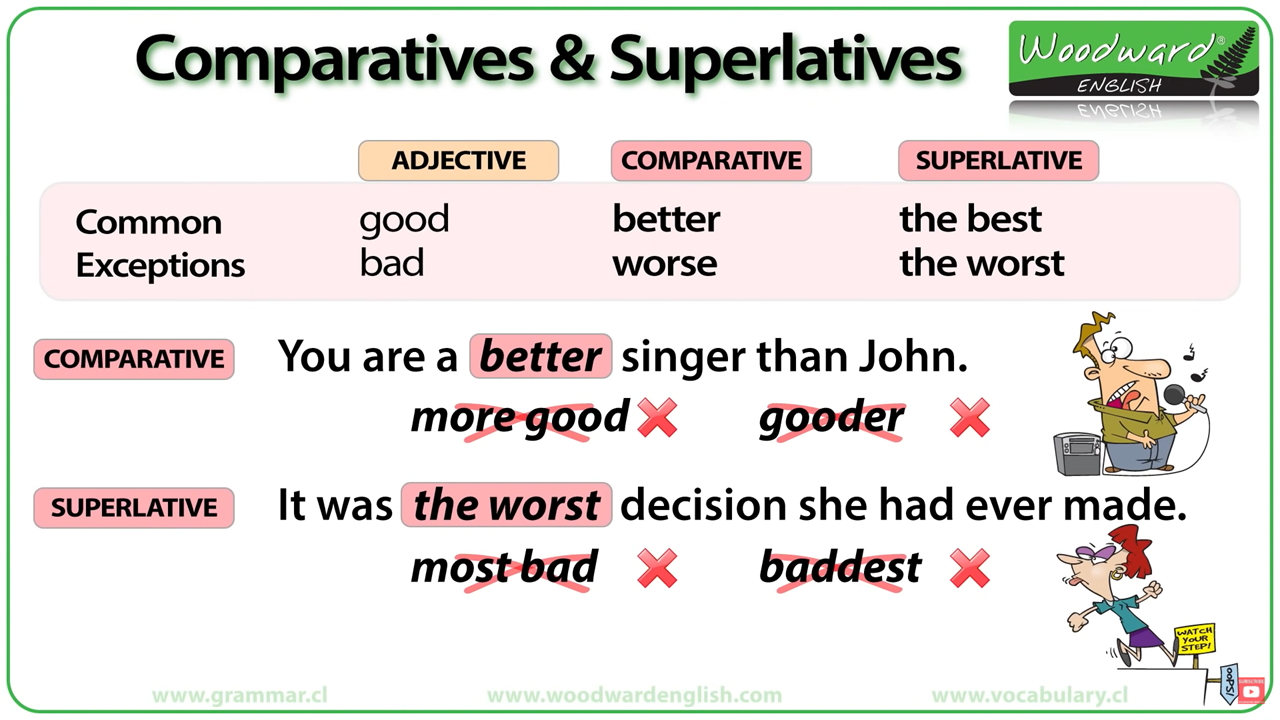 Comparatives & Superlatives
Woodward®
ENGLISH
ADJECTIVE COMPARATIVE SUPERLATIVE
Common good better the best
Exceptions bad worse the worst
COMPARATIVE You are a better singer than John.
more good gooder
SUPERLATIVE It was the worst decision she had ever made.
most bad baddest
WATCH
YOUR
STEP!
OOPS!
SUBSCRIBE
www.grammar.cl www.woodwardenglish.com www.vocabulary.cl